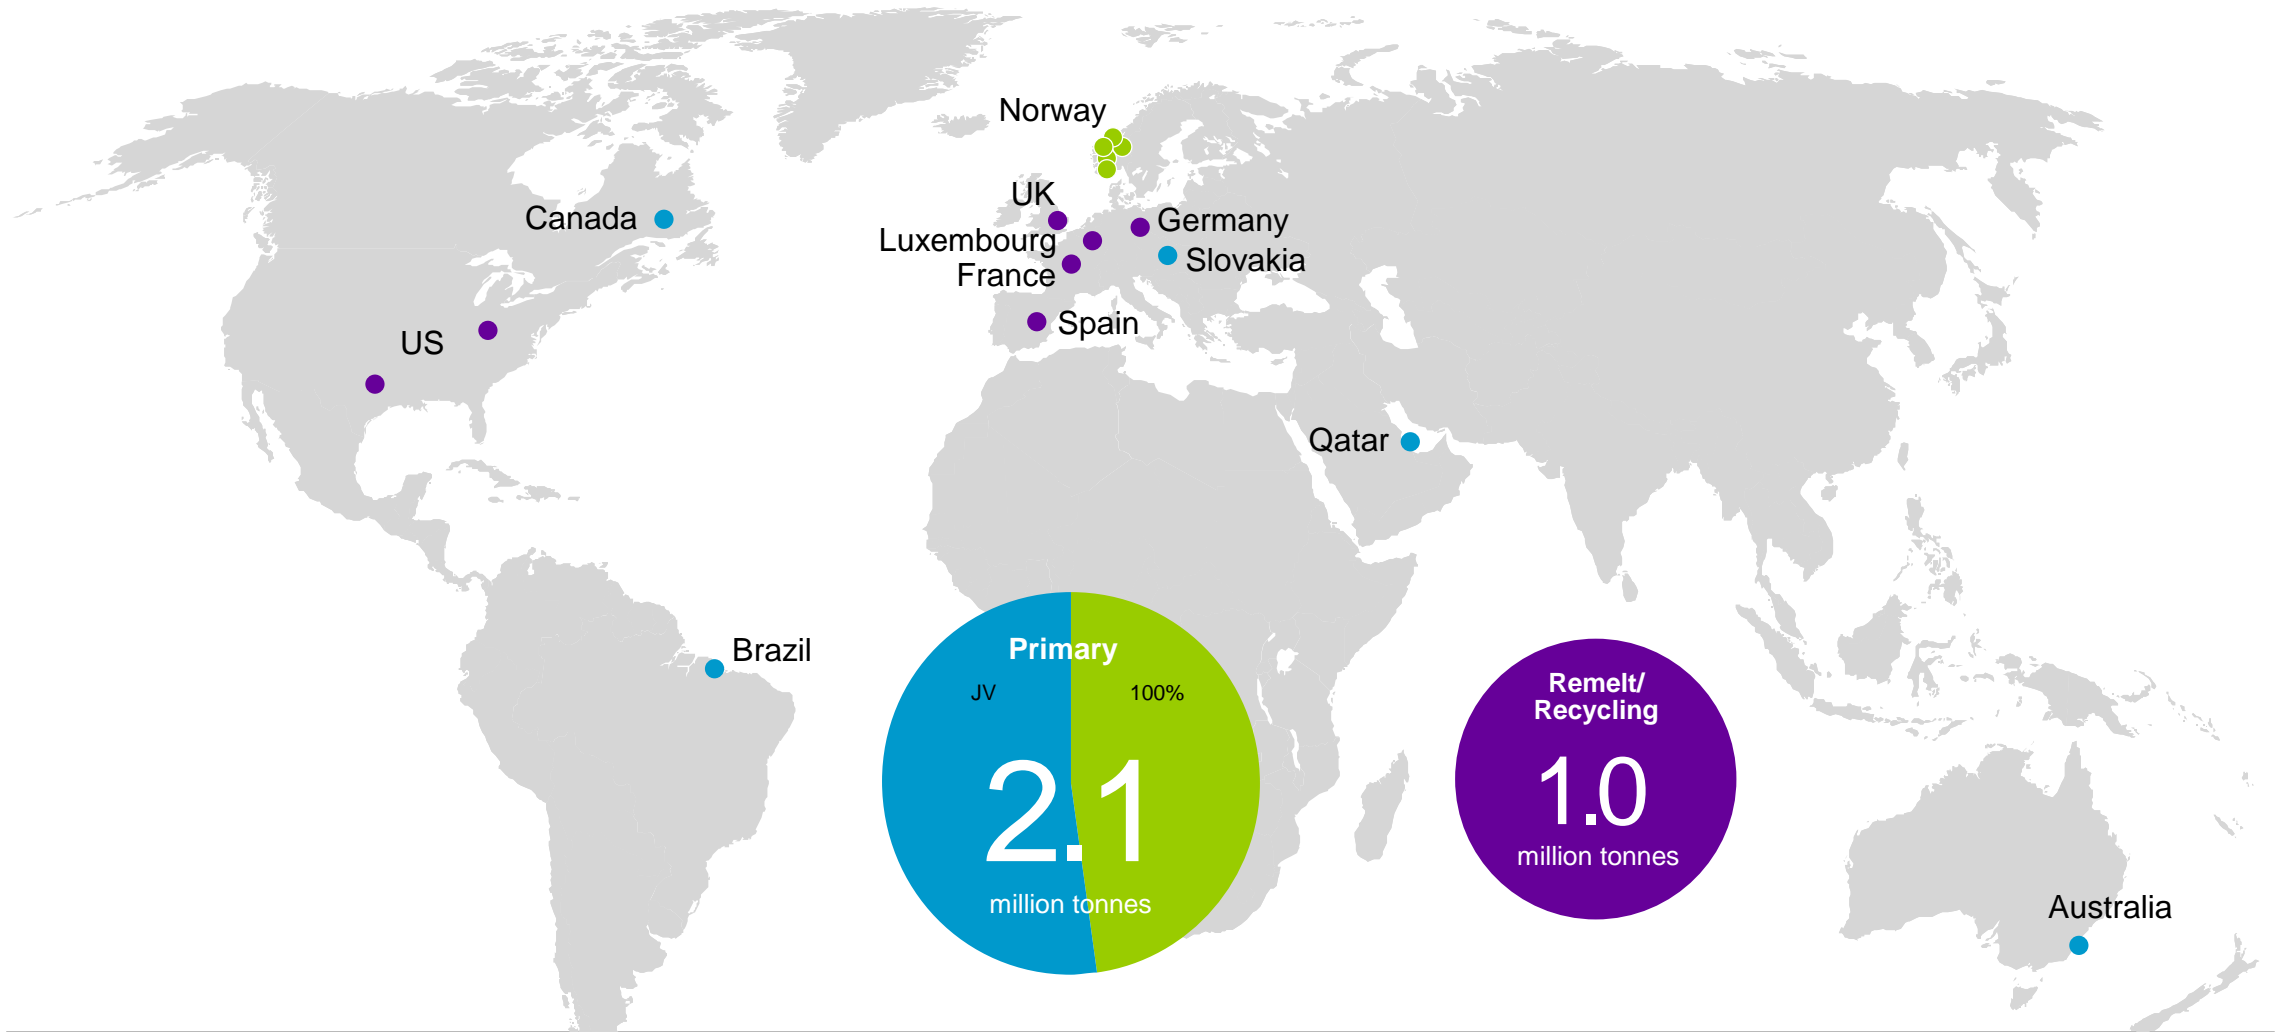 Norway
UK
Canada
Germany
Luxembourg
Slovakia
France
Spain
US
Qatar
Brazil
Primary
JV
100%
2.1
million tonnes
Remelt/
Recycling
1.0
million tonnes
Australia